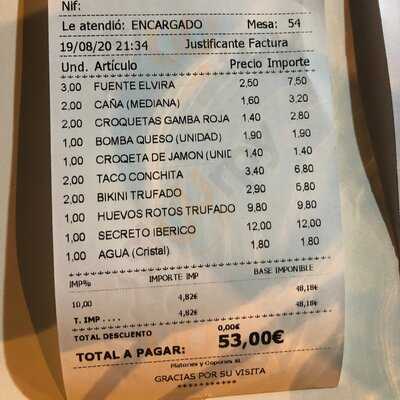 Nif:
Le atendió: ENCARGADO Mesa: 54
19/08/20 21:34 Justificante Factura
Und. Artículo Precio Importe
3,00 FUENTE ELVIRA 2,50 7,50
2,00 CAÑA (MEDIANA) 1,60 3,20
2,00 CROQUETAS GAMBA ROJA 1,40 2,80
1,00 BOMBA QUESO (UNIDAD) 1,90 1,90
1,00 CROQUETA DE JAMON (UNID 1,40 1,40
2,00 TACO CONCHITA 3,40 6,80
2,00 BIKINI TRUFADO 2,90 5,80
1,00 HUEVOS ROTOS TRUFADO 9,80 9,80
1,00 SECRETO IBERICO 12,00 12,00
1,00 AGUA (Cristal) 1,80 1,80
IMP% IMPORTE IMP BASE IMPONIBLE
10,00 4,82€ 48,18€
T. IMP .... 4,82€ 48,18€
TOTAL DESCUENTO 0,00€
TOTAL A PAGAR: 53,00€
Platones y Copones SL
GRACIAS POR SU VISITA
***********